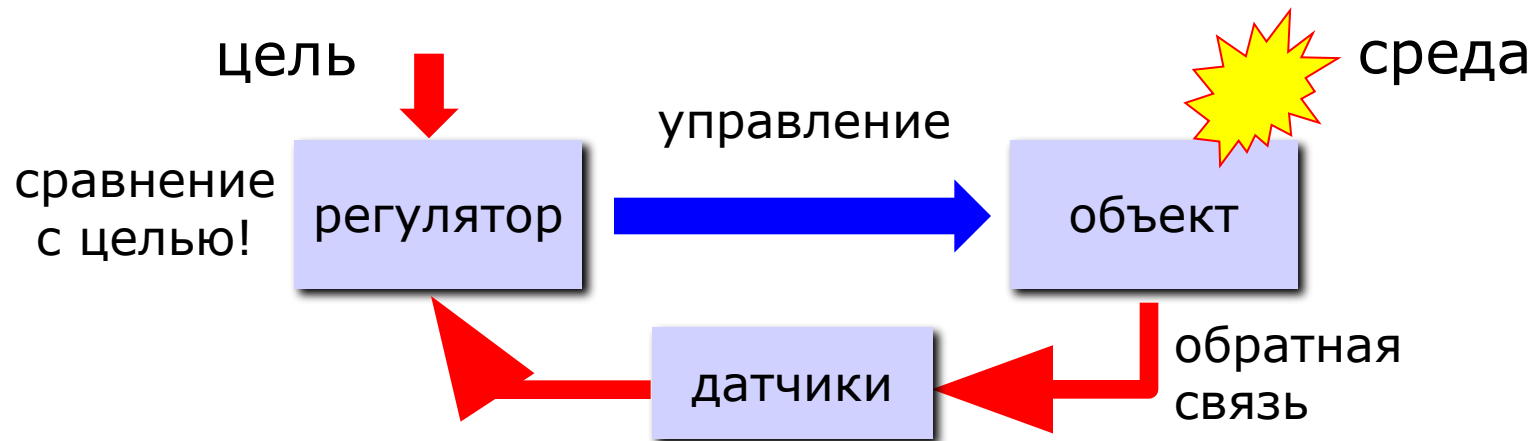 цель
среда
управление
сравнение
с целью!
регулятор
объект
датчики
обратная
связь